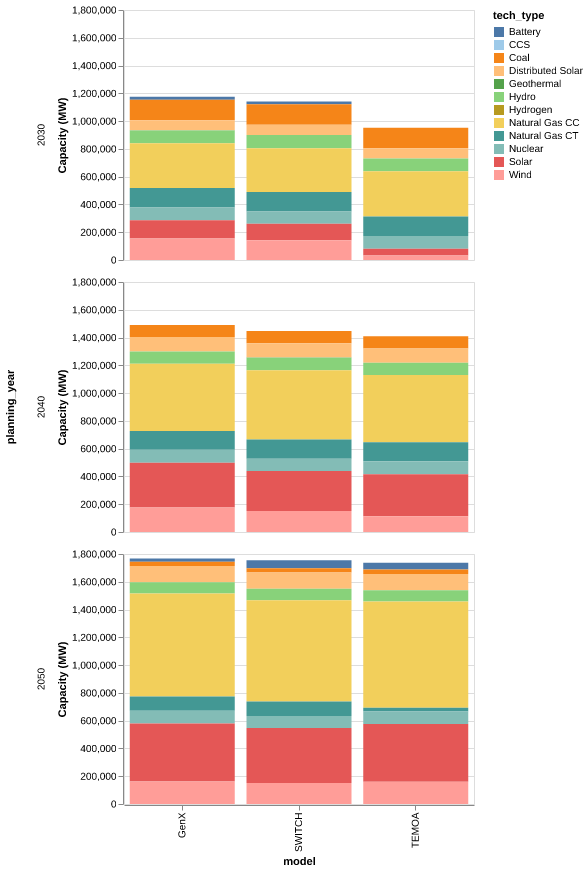 1,800,000
1,600,000
1,400,000
1,200,000
1,000,000
800,000
600,000
400,000
200,000
0
Capacity (MW)
2030
1,800,000
1,600,000
1,400,000
1,200,000
1,000,000
800,000
600,000
400,000
200,000
0
Capacity (MW)
2040
planning_year
1,800,000
1,600,000
1,400,000
1,200,000
1,000,000
800,000
600,000
400,000
200,000
0
Capacity (MW)
2050
GenX
SWITCH
TEMOA
model
tech_type
Battery
CCS
Coal
Distributed Solar
Geothermal
Hydro
Hydrogen
Natural Gas CC
Natural Gas CT
Nuclear
Solar
Wind